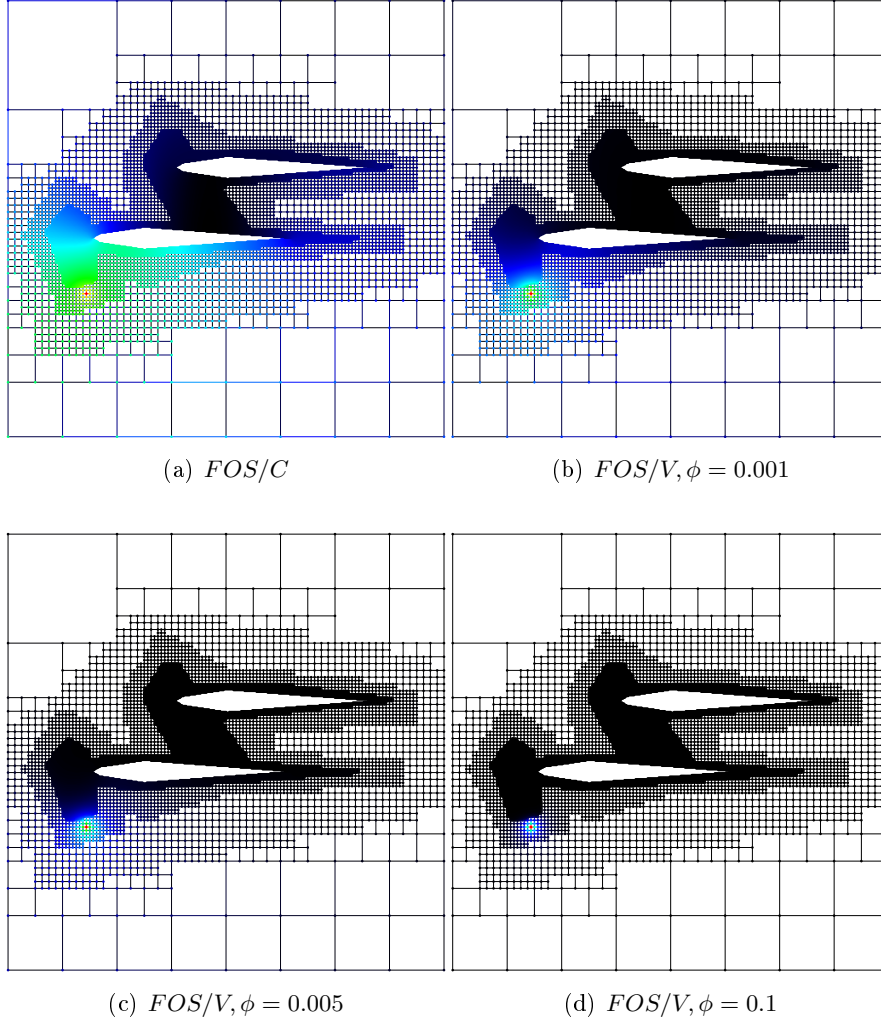 (a) FOS/C
(b) FOS/V, ϕ = 0.001
(c) FOS/V, ϕ = 0.005
(d) FOS/V, ϕ = 0.1